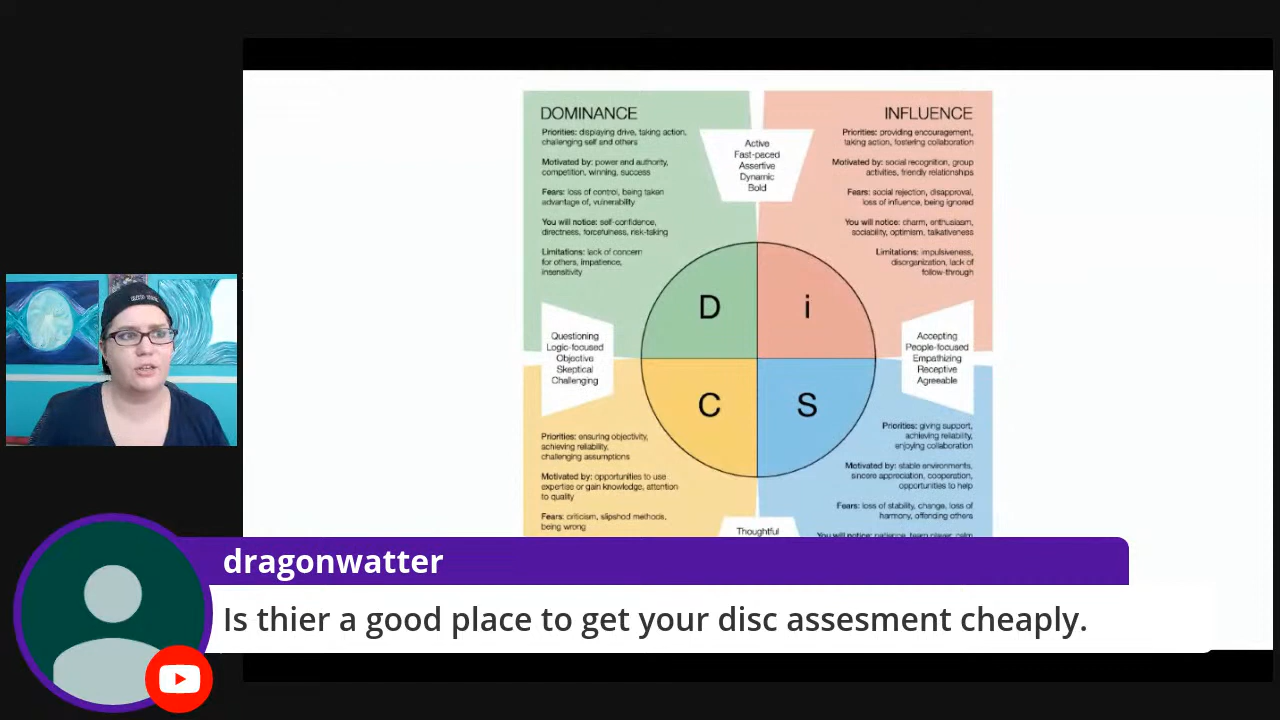 DOMINANCE
Priorities: displaying drive, taking action,
challenging self and others
Motivated by: power and authority,
competition, winning, success
Fears: loss of control, being taken
advantage of, vulnerability
You will notice: self-confidence,
directness, forcefulness, risk-taking
Limitations: lack of concern
for others, impatience,
insensitivity
Active
Fast-paced
Assertive
Dynamic
Bold
INFLUENCE
Priorities: providing encouragement,
taking action, fostering collaboration
Motivated by: social recognition, group
activities, friendly relationships
Fears: social rejection, disapproval,
loss of influence, being ignored
You will notice: charm, enthusiasm,
sociability, optimism, talkativeness
Limitations: impulsiveness,
disorganization, lack of
follow-through
D
i
C
S
Questioning
Logic-focused
Objective
Skeptical
Challenging
Accepting
People-focused
Empathizing
Receptive
Agreeable
Priorities: ensuring objectivity,
achieving reliability,
challenging assumptions
Motivated by: opportunities to use
expertise or gain knowledge, attention
to quality
Fears: criticism, slipshod methods,
being wrong
Thoughtful
Priorities: giving support,
achieving reliability,
enjoying collaboration
Motivated by: stable environments,
sincere appreciation, cooperation,
opportunities to help
Fears: loss of stability, change, loss of
harmony, offending others
You will notice: patience, team player, calm
dragonwatter
Is thier a good place to get your disc assesment cheaply.